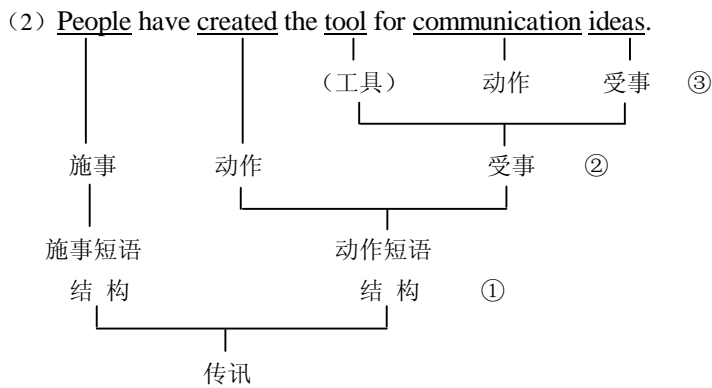 （2）People have created the tool for communication ideas.
（工具） 动作 受事 ③
施事 动作 受事 ②
施事短语 动作短语
结 构 结 构 ①
传讯